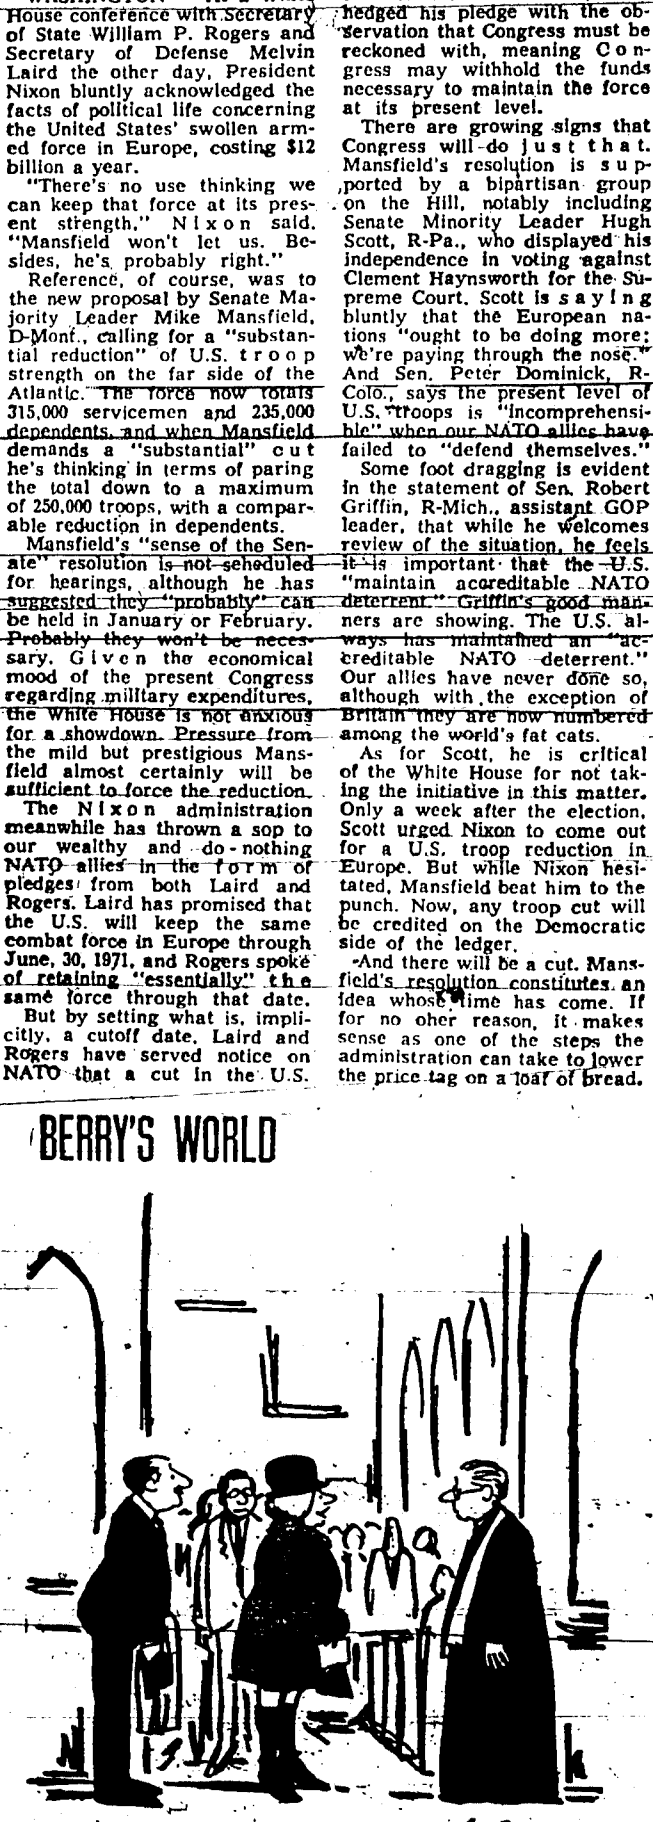 House conference with Secretary
of State William P. Rogers and
Secretary of Defense Melvin
Laird the other day, President
Nixon bluntly acknowledged the
facts of political life concerning
the United States' swollen arm-
ed force in Europe, costing $12
billion a year.
"There's no use thinking we
can keep that force at its pres-
ent strength," Nixon said.
"Mansfield won't let us. Be-
sides, he's probably right."
Reference, of course, was to
the new proposal by Senate Ma-
jority Leader Mike Mansfield,
D-Mont., calling for a "substan-
tial reduction" of U.S. troop
strength on the far side of the
Atlantic. The force now totals
315,000 servicemen and 235,000
dependents, and when Mansfield
demands a "substantial" cut
he's thinking in terms of paring
the total down to a maximum
of 250,000 troops, with a compar-
able reduction in dependents.
Mansfield's "sense of the Sen-
ate" resolution is not scheduled
for hearings, although he has
suggested they "probably" can
be held in January or February.
Probably they won't be neces-
sary. Given the economical
mood of the present Congress
regarding military expenditures,
the White House is not anxious
for a showdown. Pressure from
the mild but prestigious Mans-
field almost certainly will be
sufficient to force the reduction.
The Nixon administration
meanwhile has thrown a sop to
our wealthy and do-nothing
NATO allies in the form of
pledges from both Laird and
Rogers. Laird has promised that
the U.S. will keep the same
combat force in Europe through
June, 30, 1971, and Rogers spoke
of retaining "essentially" the
same force through that date.
But by setting what is, impli-
citly, a cutoff date, Laird and
Rogers have served notice on
NATO that a cut in the U.S.
hedged his pledge with the ob-
servation that Congress must be
reckoned with, meaning Con-
gress may withhold the funds
necessary to maintain the force
at its present level.
There are growing signs that
Congress will do just that.
Mansfield's resolution is sup-
ported by a bipartisan group
on the Hill, notably including
Senate Minority Leader Hugh
Scott, R-Pa., who displayed his
independence in voting against
Clement Haynsworth for the Su-
preme Court. Scott is saying
bluntly that the European na-
tions "ought to be doing more;
we're paying through the nose."
And Sen. Peter Dominick, R-
Colo., says the present level of
U.S. troops is "incomprehensi-
ble" when our NATO allies have
failed to "defend themselves."
Some foot dragging is evident
in the statement of Sen. Robert
Griffin, R-Mich., assistant GOP
leader, that while he welcomes
review of the situation, he feels
it is important that the U.S.
"maintain a creditable NATO
deterrent." Griffin's good man-
ners are showing. The U.S. al-
ways has maintained an "ac-
creditable NATO deterrent."
Our allies have never done so,
although with the exception of
Britain they are now numbered
among the world's fat cats.
As for Scott, he is critical
of the White House for not tak-
ing the initiative in this matter.
Only a week after the election,
Scott urged Nixon to come out
for a U.S. troop reduction in
Europe. But while Nixon hesi-
tated, Mansfield beat him to the
punch. Now, any troop cut will
be credited on the Democratic
side of the ledger.
And there will be a cut. Mans-
field's resolution constitutes an
idea whose time has come. If
for no oher reason, it makes
sense as one of the steps the
administration can take to lower
the price tag on a loaf of bread.
BERRY'S WORLD